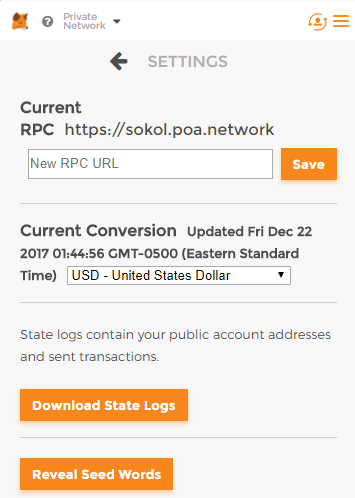 Private
Network
SETTINGS
Current
RPC https://sokol.poa.network
New RPC URL
Save
Current Conversion Updated Fri Dec 22
2017 01:44:56 GMT-0500 (Eastern Standard
Time) USD - United States Dollar
State logs contain your public account addresses
and sent transactions.
Download State Logs
Reveal Seed Words